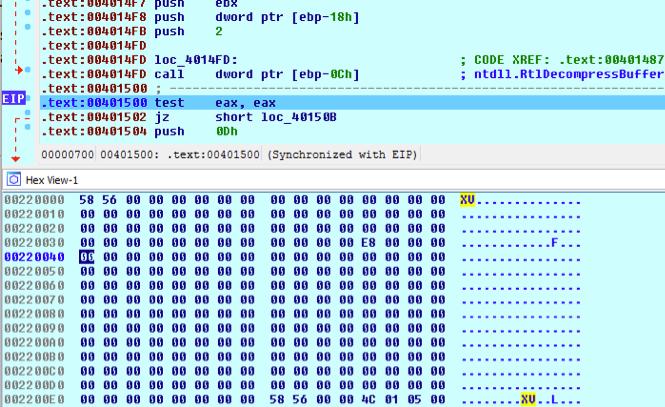 .text:004014F7 push    ebx
.text:004014F8 push    dword ptr [ebp-18h]
.text:004014FB push    2
.text:004014FD
.text:004014FD loc_4014FD:                             ; CODE XREF: .text:00401487
.text:004014FD call    dword ptr [ebp-0Ch]             ; ntdll.RtlDecompressBuffer
.text:00401500 ; ---------------------------------------------------------------
EIP .text:00401500 test    eax, eax
.text:00401502 jz      short loc_40150B
.text:00401504 push    0Dh
00000700 00401500: .text:00401500 (Synchronized with EIP)
Hex View-1
00220000 58 56 00 00 00 00 00 00 00 00 00 00 00 00 00 00 XV..............
00220010 00 00 00 00 00 00 00 00 00 00 00 00 00 00 00 00 ................
00220020 00 00 00 00 00 00 00 00 00 00 00 00 00 00 00 00 ................
00220030 00 00 00 00 00 00 00 00 00 00 00 00 E8 00 00 00 ............F...
00220040 00 00 00 00 00 00 00 00 00 00 00 00 00 00 00 00 ................
00220050 00 00 00 00 00 00 00 00 00 00 00 00 00 00 00 00 ................
00220060 00 00 00 00 00 00 00 00 00 00 00 00 00 00 00 00 ................
00220070 00 00 00 00 00 00 00 00 00 00 00 00 00 00 00 00 ................
00220080 00 00 00 00 00 00 00 00 00 00 00 00 00 00 00 00 ................
00220090 00 00 00 00 00 00 00 00 00 00 00 00 00 00 00 00 ................
002200A0 00 00 00 00 00 00 00 00 00 00 00 00 00 00 00 00 ................
002200B0 00 00 00 00 00 00 00 00 00 00 00 00 00 00 00 00 ................
002200C0 00 00 00 00 00 00 00 00 00 00 00 00 00 00 00 00 ................
002200D0 00 00 00 00 00 00 00 00 00 00 00 00 00 00 00 00 ................
002200E0 00 00 00 00 00 00 00 00 58 56 00 00 4C 01 05 00 ........XV..L...